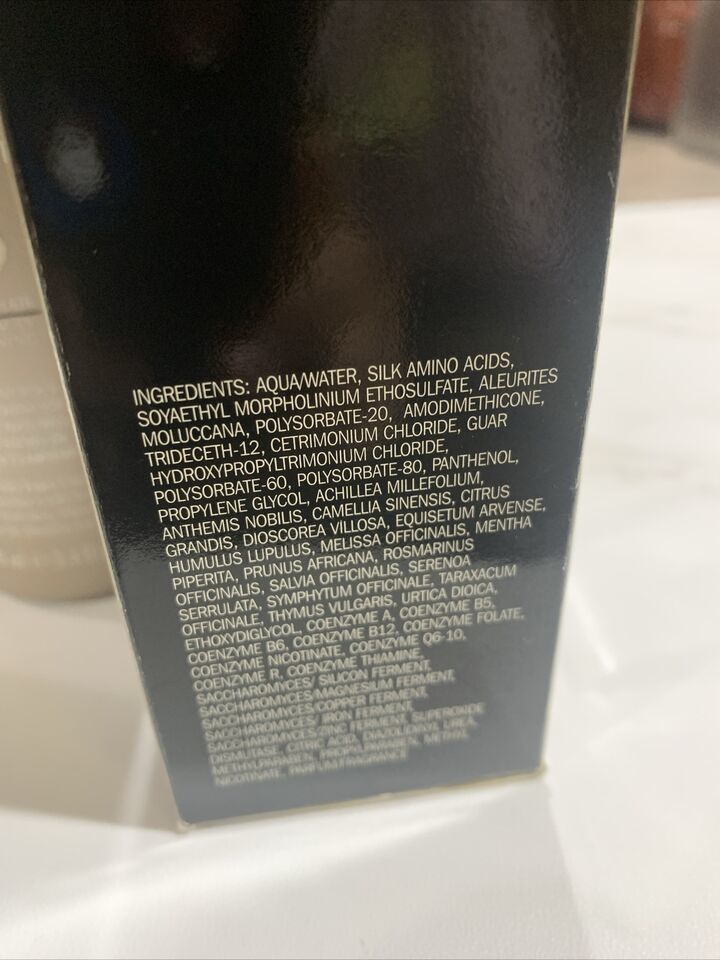 INGREDIENTS: AQUA/WATER, SILK AMINO ACIDS,
SOYAETHYL MORPHOLINIUM ETHOSULFATE, ALEURITES
MOLUCCANA, POLYSORBATE-20, AMODIMETHICONE,
TRIDECETH-12, CETRIMONIUM CHLORIDE, GUAR
HYDROXYPROPYLTRIMONIUM CHLORIDE,
POLYSORBATE-60, POLYSORBATE-80, PANTHENOL,
PROPYLENE GLYCOL, ACHILLEA MILLEFOLIUM,
ANTHEMIS NOBILIS, CAMELLIA SINENSIS, CITRUS
GRANDIS, DIOSCOREA VILLOSA, EQUISETUM ARVENSE,
HUMULUS LUPULUS, MELISSA OFFICINALIS, MENTHA
PIPERITA, PRUNUS AFRICANA, ROSMARINUS
OFFICINALIS, SALVIA OFFICINALIS, SERENOA
SERRULATA, SYMPHYTUM OFFICINALE, TARAXACUM
OFFICINALE, THYMUS VULGARIS, URTICA DIOICA,
ETHOXYDIGLYCOL, COENZYME A, COENZYME B5,
COENZYME B6, COENZYME B12, COENZYME FOLATE,
COENZYME NICOTINATE, COENZYME Q6-10,
COENZYME R, COENZYME THIAMINE,
SACCHAROMYCES/ SILICON FERMENT,
SACCHAROMYCES/MAGNESIUM FERMENT,
SACCHAROMYCES/COPPER FERMENT,
SACCHAROMYCES/ IRON FERMENT,
SACCHAROMYCES/ZINC FERMENT, SUPEROXIDE
DISMUTASE, CITRIC ACID, DIAZOLIDINYL UREA,
METHYLPARABEN, PROPYLPARABEN, METHYL
NICOTINATE, PARFUM/FRAGRANCE